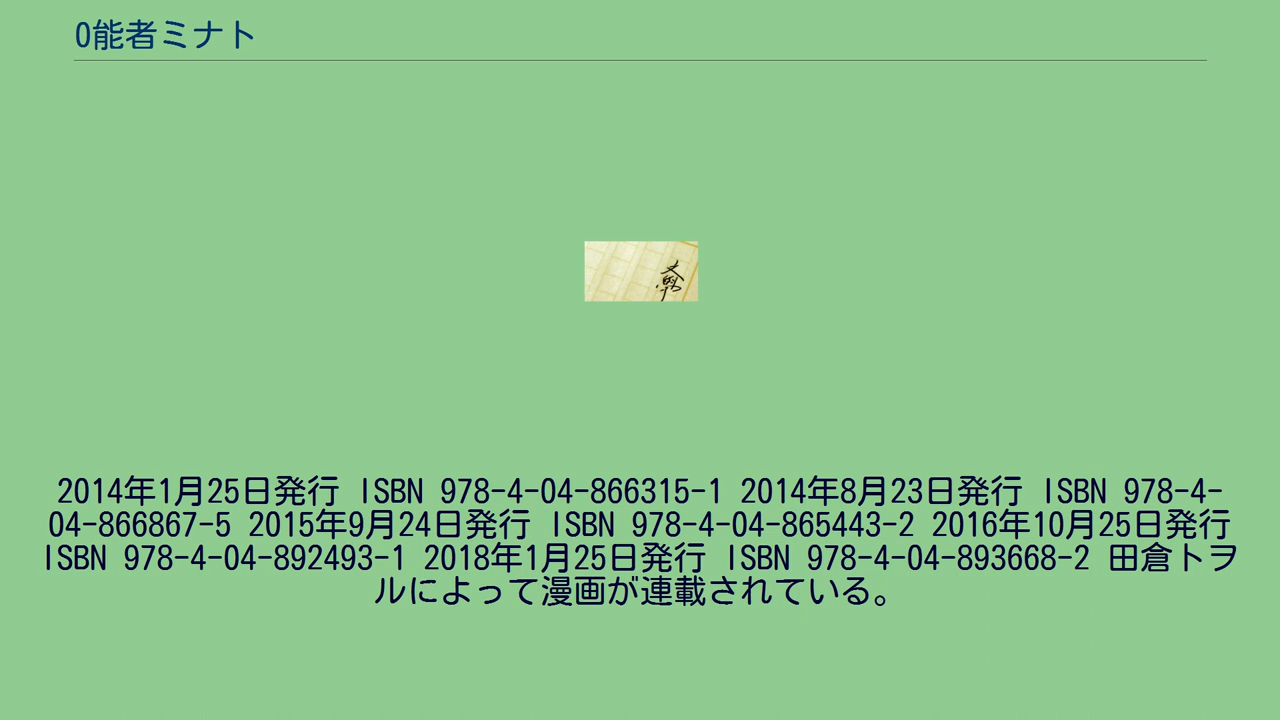 0能者ミナト
2014年1月25日発行 ISBN 978-4-04-866315-1 2014年8月23日発行 ISBN 978-4-
04-866867-5 2015年9月24日発行 ISBN 978-4-04-865443-2 2016年10月25日発行
ISBN 978-4-04-892493-1 2018年1月25日発行 ISBN 978-4-04-893668-2 田倉トヲ
ルによって漫画が連載されている。